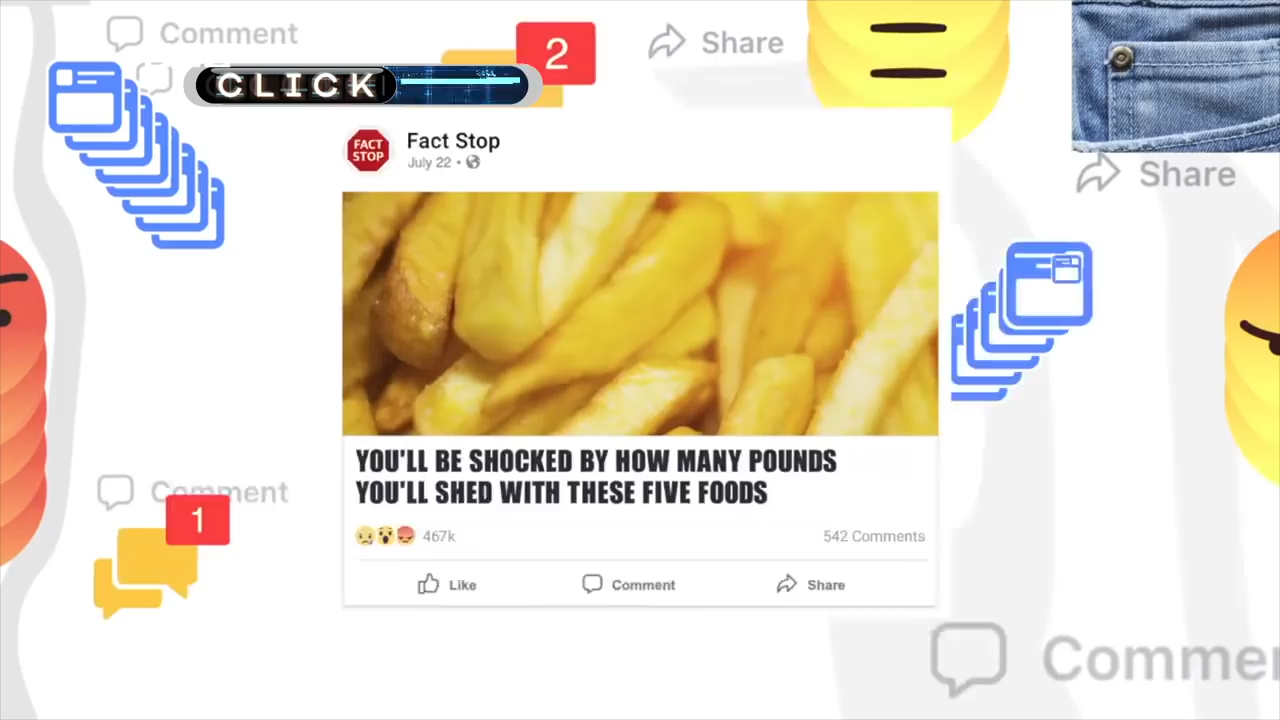 Comment
Share
2
CLICK
FACT
STOP
Fact Stop
July 22
Share
YOU'LL BE SHOCKED BY HOW MANY POUNDS
YOU'LL SHED WITH THESE FIVE FOODS
Comment
1
467k
542 Comments
Like
Comment
Share
Commen